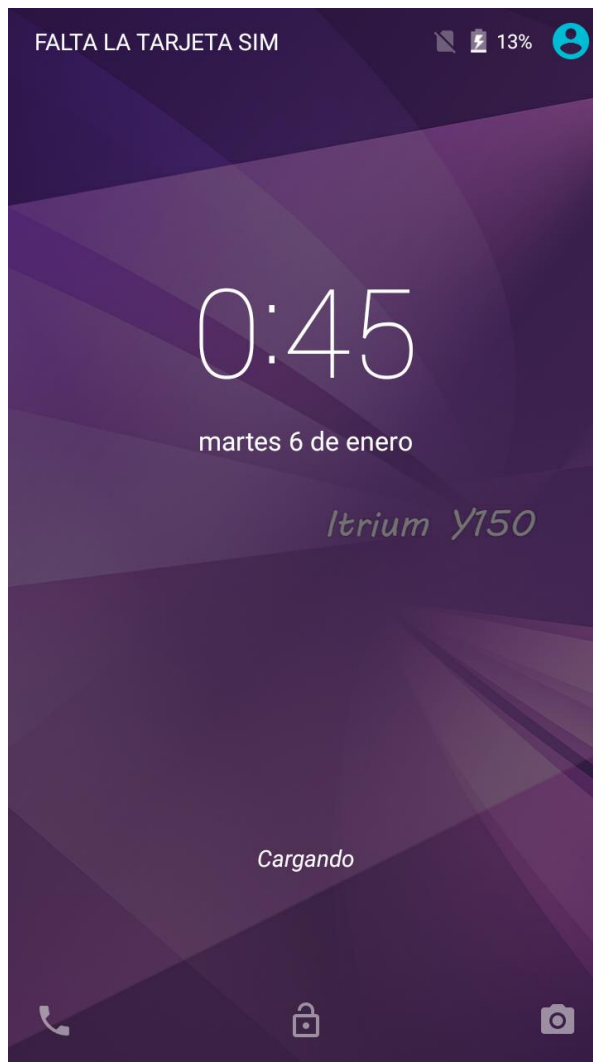 FALTA LA TARJETA SIM 13%
0:45
martes 6 de enero
Itrium Y150
Cargando